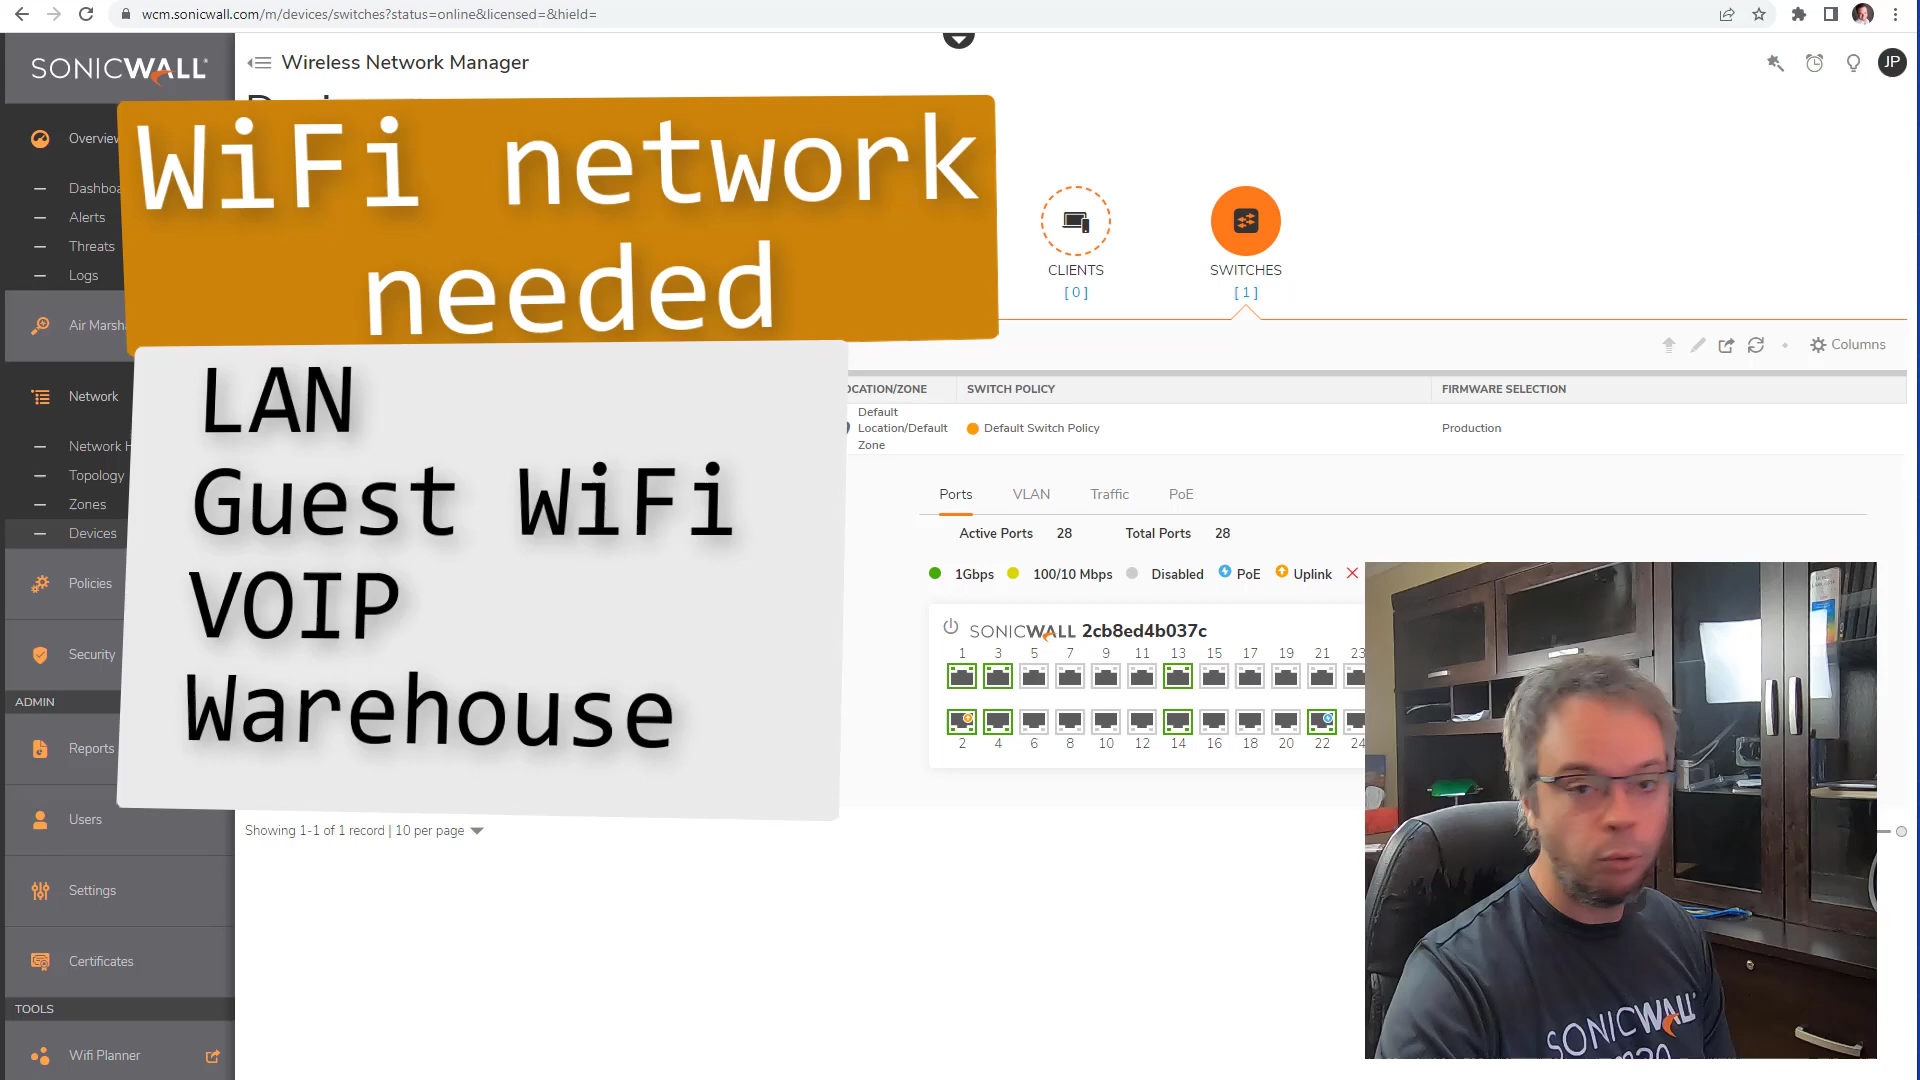 wcm.sonicwall.com/m/devices/switches?status=online&licensed=&hield=
SONICWALL
Wireless Network Manager
JP
WiFi network
needed
LAN
Guest WiFi
VOIP
Warehouse
Overview
Dashboa
Alerts
Threats
Logs
Air Marsha
Network
Network H
Topology
Zones
Devices
Policies
Security
ADMIN
Reports
Users
Settings
Certificates
TOOLS
Wifi Planner
CLIENTS
[ 0 ]
SWITCHES
[ 1 ]
Columns
OCATION/ZONE SWITCH POLICY FIRMWARE SELECTION
Default
Location/Default
Zone
Default Switch Policy
Production
Ports VLAN Traffic PoE
Active Ports 28 Total Ports 28
1Gbps 100/10 Mbps Disabled PoE Uplink
SONICWALL 2cb8ed4b037c
1 3 5 7 9 11 13 15 17 19 21 23
2 4 6 8 10 12 14 16 18 20 22 24
Showing 1-1 of 1 record | 10 per page
SONICWALL